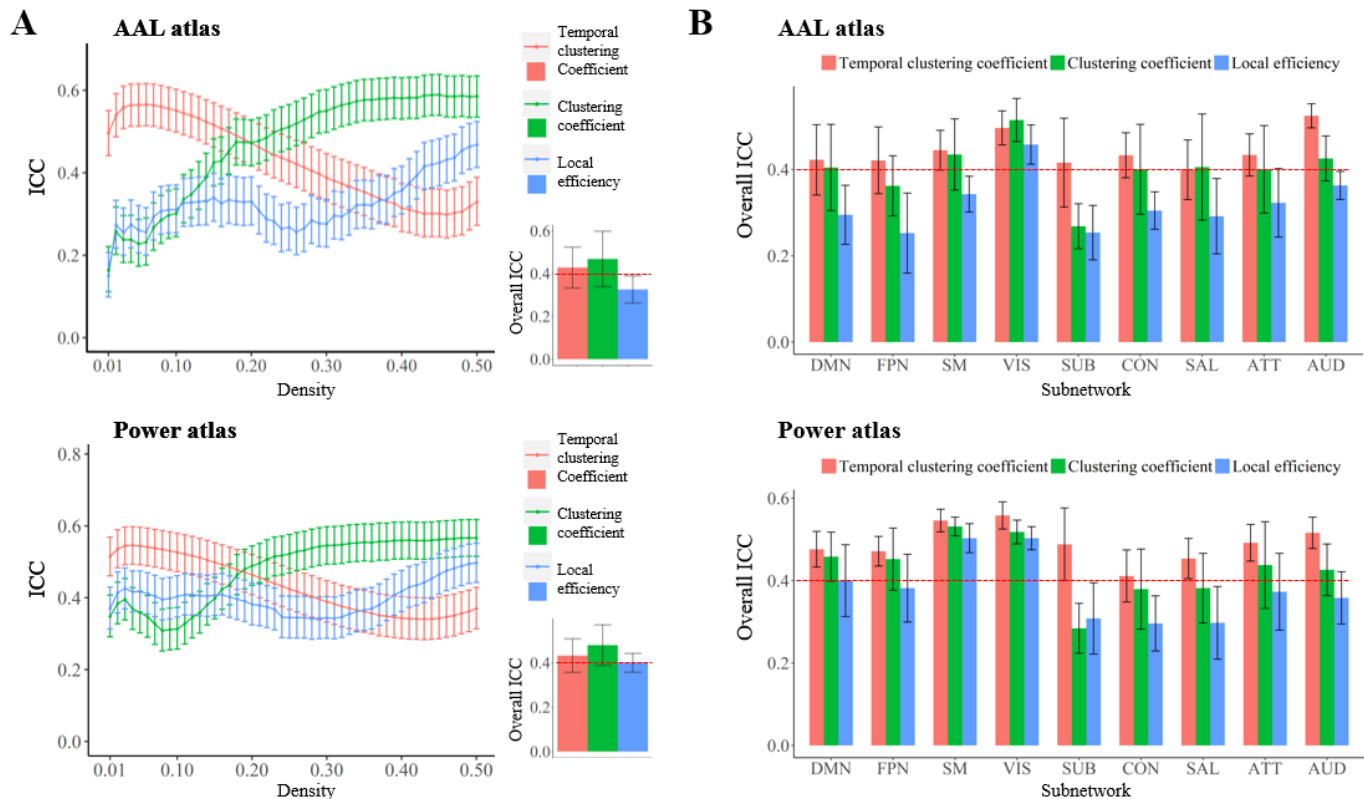 A
AAL atlas
ICC
0.6
0.4
0.2
0.0
0.01 0.10 0.20 0.30 0.40 0.50
Density
Temporal
clustering
Coefficient
Clustering
coefficient
Local
efficiency
Overall ICC
0.6
0.4
0.2
0.0
Power atlas
ICC
0.8
0.6
0.4
0.2
0.0
0.01 0.10 0.20 0.30 0.40 0.50
Density
Temporal
clustering
Coefficient
Clustering
coefficient
Local
efficiency
Overall ICC
0.4
0.2
0.0
B
AAL atlas
Temporal clustering coefficient Clustering coefficient Local efficiency
Overall ICC
0.4
0.2
0.0
DMN FPN SM VIS SUB CON SAL ATT AUD
Subnetwork
Power atlas
Temporal clustering coefficient Clustering coefficient Local efficiency
Overall ICC
0.6
0.4
0.2
0.0
DMN FPN SM VIS SUB CON SAL ATT AUD
Subnetwork